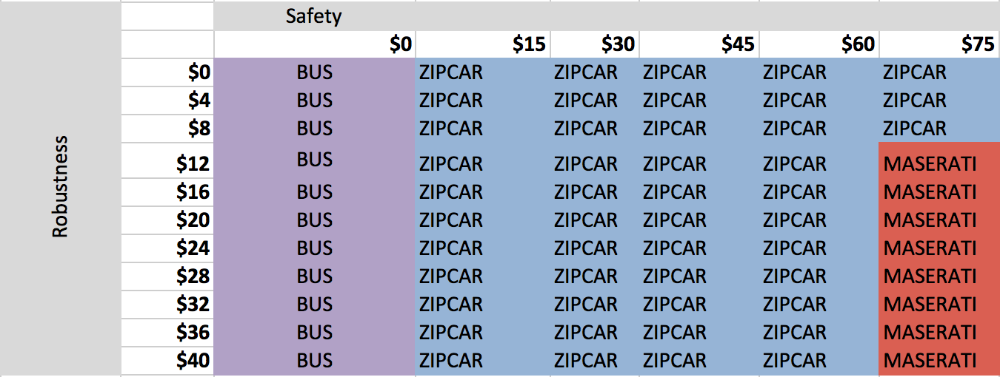 Safety
$0 $15 $30 $45 $60 $75
Robustness
$0 BUS ZIPCAR ZIPCAR ZIPCAR ZIPCAR ZIPCAR
$4 BUS ZIPCAR ZIPCAR ZIPCAR ZIPCAR ZIPCAR
$8 BUS ZIPCAR ZIPCAR ZIPCAR ZIPCAR ZIPCAR
$12 BUS ZIPCAR ZIPCAR ZIPCAR ZIPCAR MASERATI
$16 BUS ZIPCAR ZIPCAR ZIPCAR ZIPCAR MASERATI
$20 BUS ZIPCAR ZIPCAR ZIPCAR ZIPCAR MASERATI
$24 BUS ZIPCAR ZIPCAR ZIPCAR ZIPCAR MASERATI
$28 BUS ZIPCAR ZIPCAR ZIPCAR ZIPCAR MASERATI
$32 BUS ZIPCAR ZIPCAR ZIPCAR ZIPCAR MASERATI
$36 BUS ZIPCAR ZIPCAR ZIPCAR ZIPCAR MASERATI
$40 BUS ZIPCAR ZIPCAR ZIPCAR ZIPCAR MASERATI